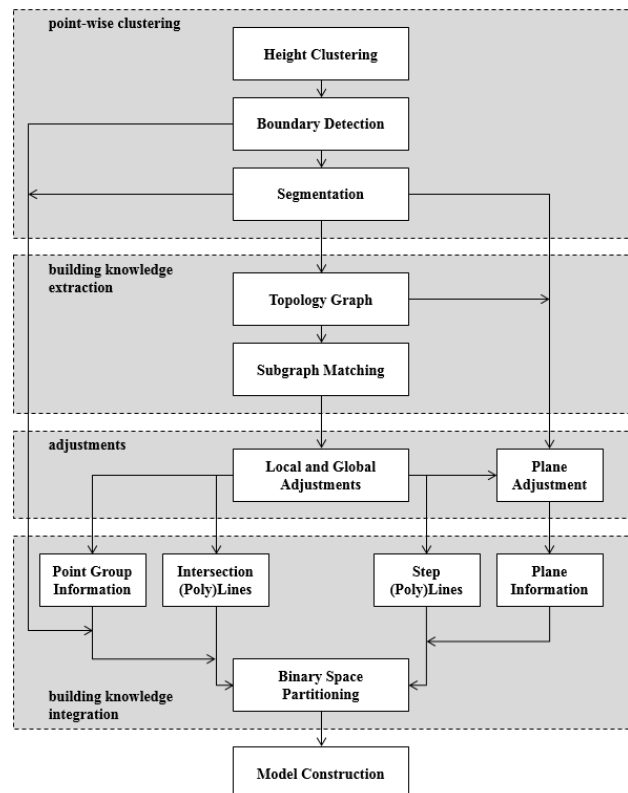 point-wise clustering
Height Clustering
Boundary Detection
Segmentation
building knowledge
extraction
Topology Graph
Subgraph Matching
adjustments
Local and Global
Adjustments
Plane
Adjustment
Point Group
Information
Intersection
(Poly)Lines
Step
(Poly)Lines
Plane
Information
Binary Space
Partitioning
building knowledge
integration
Model Construction